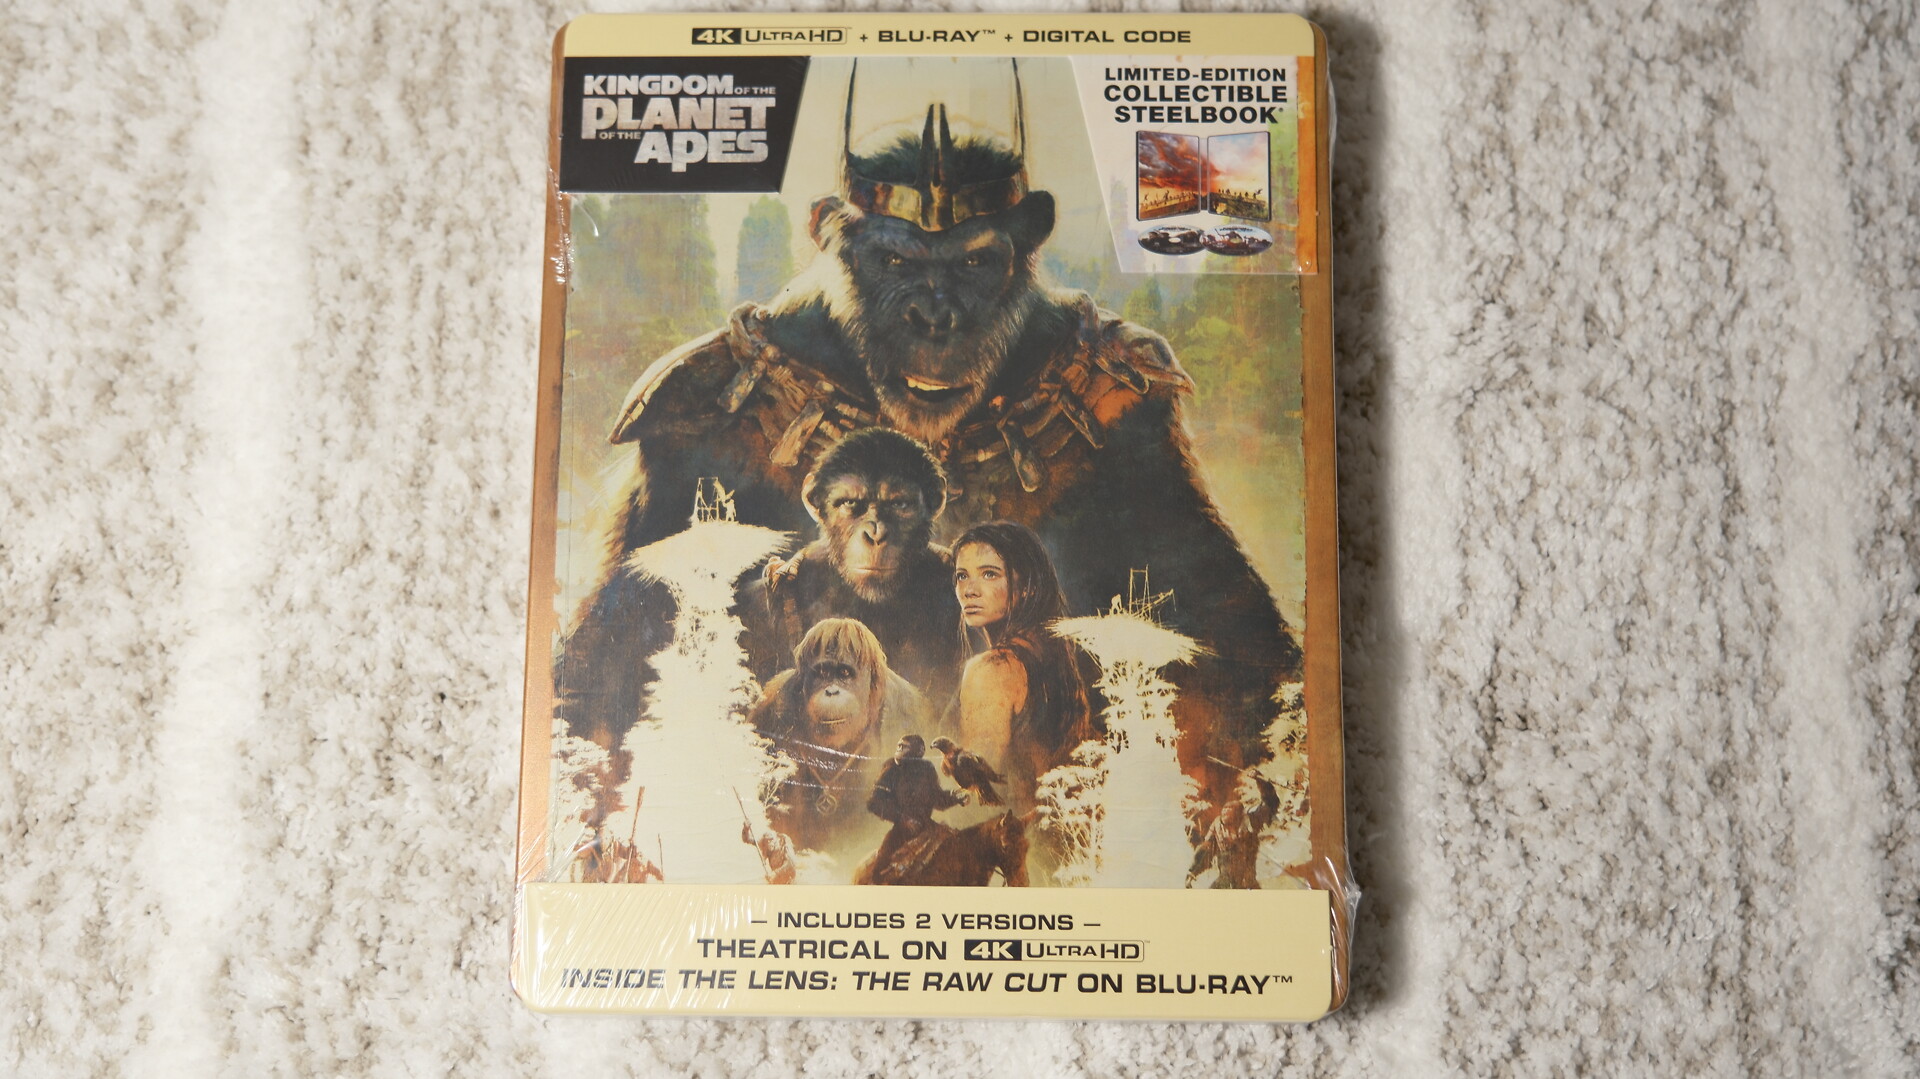 4K ULTRA HD + BLU-RAY™ + DIGITAL CODE
KINGDOM OF THE
PLANET
OF THE APES
LIMITED-EDITION
COLLECTIBLE
STEELBOOK®
– INCLUDES 2 VERSIONS –
THEATRICAL ON 4K ULTRA HD™
INSIDE THE LENS: THE RAW CUT ON BLU-RAY™